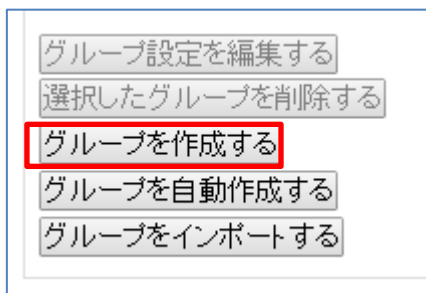 グループ設定を編集する
選択したグループを削除する
グループを作成する
グループを自動作成する
グループをインポートする